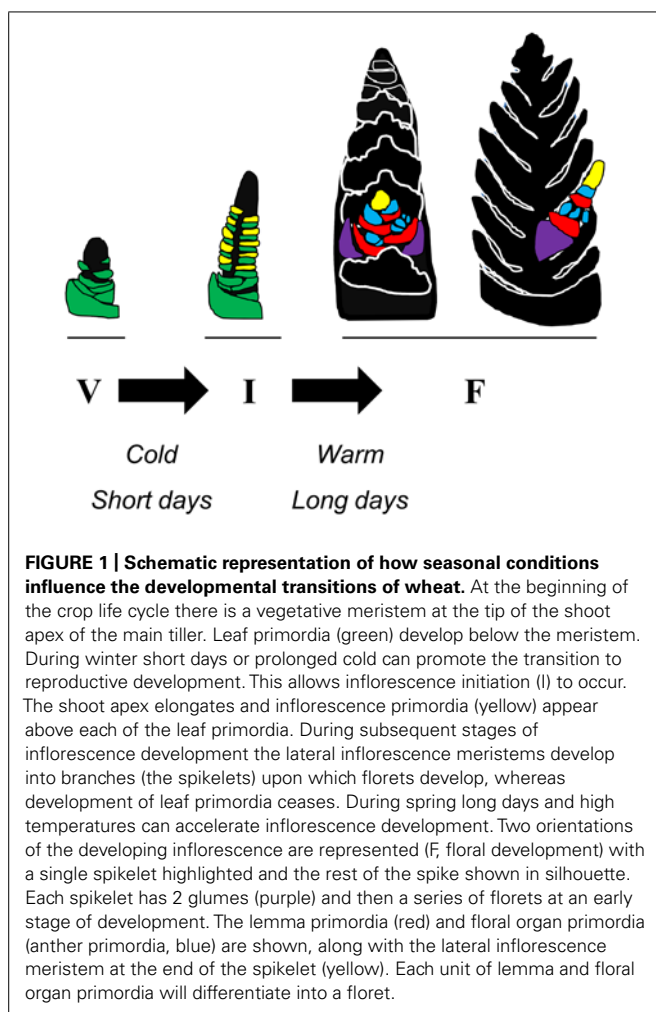 V I F
Cold Warm
Short days Long days
FIGURE 1 | Schematic representation of how seasonal conditions
influence the developmental transitions of wheat. At the beginning of
the crop life cycle there is a vegetative meristem at the tip of the shoot
apex of the main tiller. Leaf primordia (green) develop below the meristem.
During winter short days or prolonged cold can promote the transition to
reproductive development. This allows inflorescence initiation (I) to occur.
The shoot apex elongates and inflorescence primordia (yellow) appear
above each of the leaf primordia. During subsequent stages of
inflorescence development the lateral inflorescence meristems develop
into branches (the spikelets) upon which florets develop, whereas
development of leaf primordia ceases. During spring long days and high
temperatures can accelerate inflorescence development. Two orientations
of the developing inflorescence are represented (F, floral development) with
a single spikelet highlighted and the rest of the spike shown in silhouette.
Each spikelet has 2 glumes (purple) and then a series of florets at an early
stage of development. The lemma primordia (red) and floral organ primordia
(anther primordia, blue) are shown, along with the lateral inflorescence
meristem at the end of the spikelet (yellow). Each unit of lemma and floral
organ primordia will differentiate into a floret.